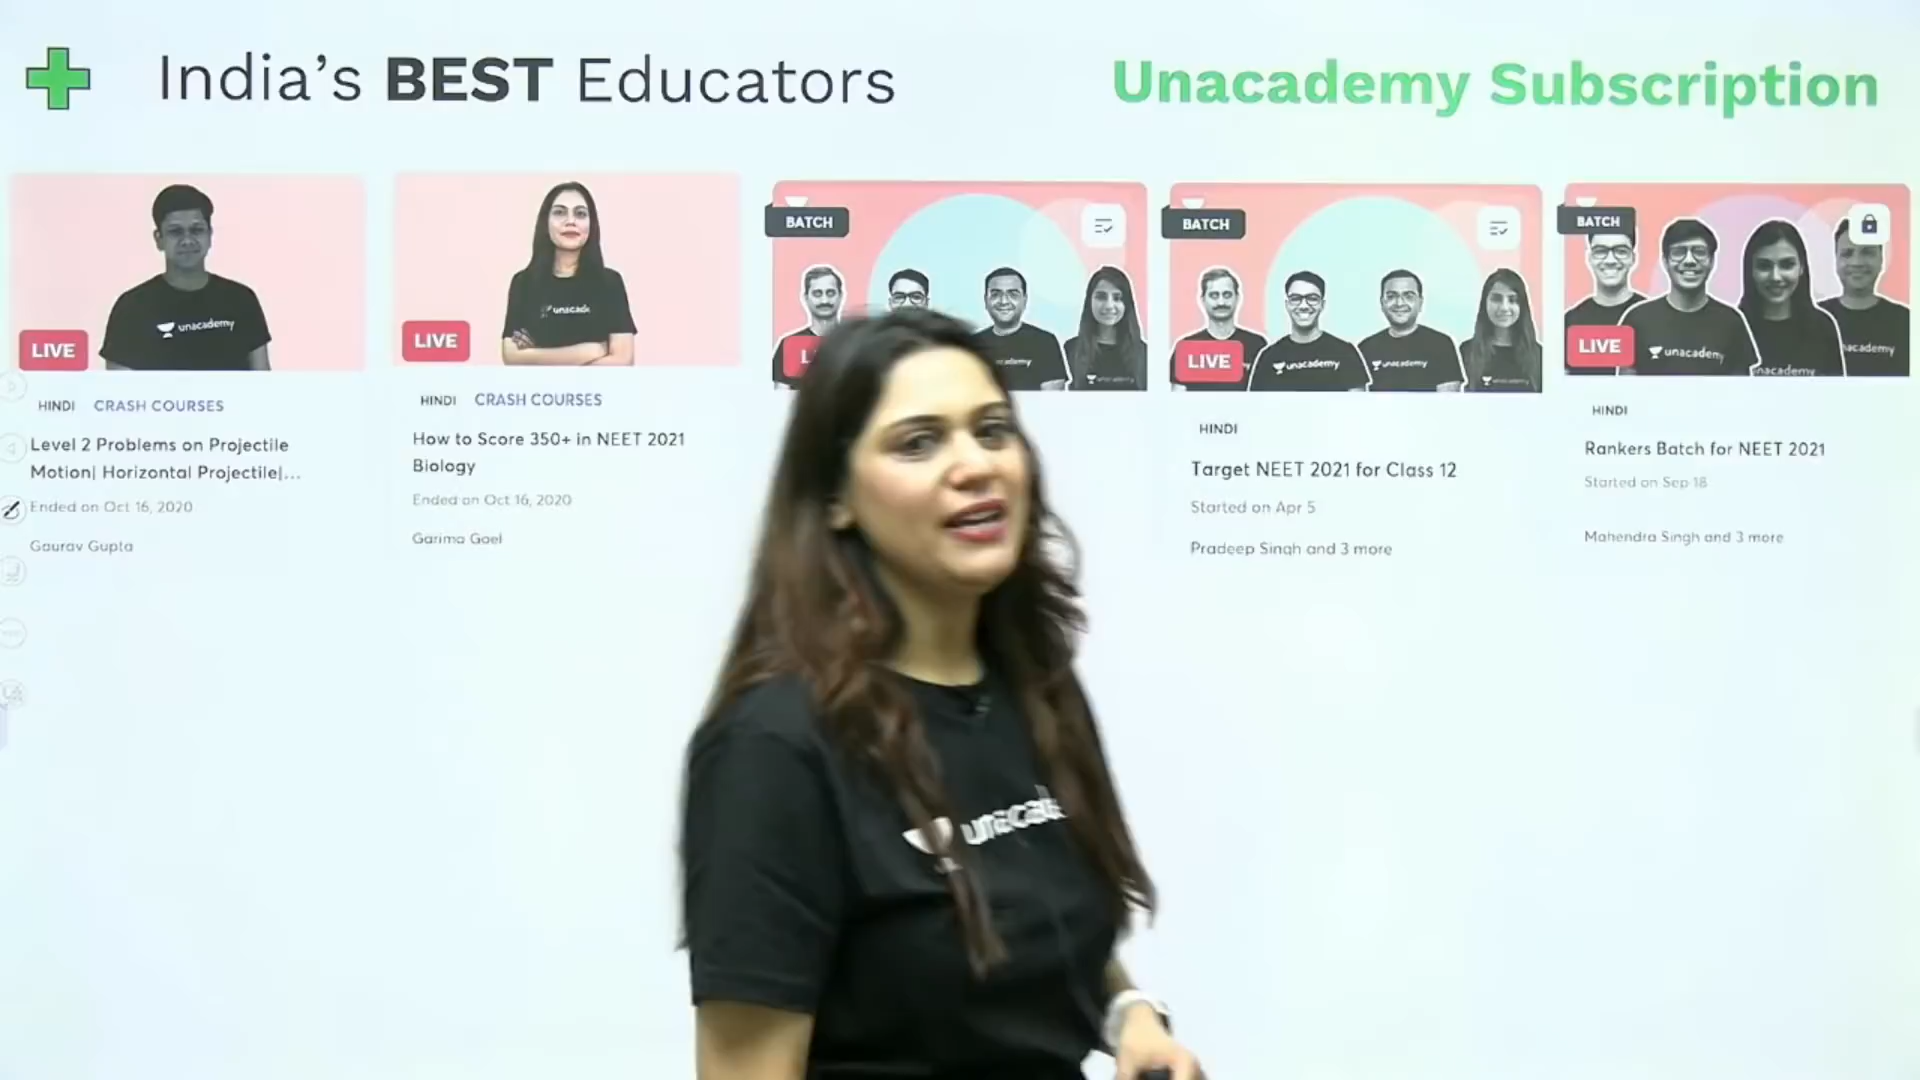 India's BEST Educators
Unacademy Subscription
BATCH
BATCH
BATCH
unacademy
unacademy
unacademy
unacademy
LIVE
LIVE
LIVE
LIVE
HINDI CRASH COURSES
Level 2 Problems on Projectile
Motion| Horizontal Projectile|...
Ended on Oct 16, 2020
Gaurav Gupta
HINDI CRASH COURSES
How to Score 350+ in NEET 2021
Biology
Ended on Oct 16, 2020
Garima Goel
HINDI
Target NEET 2021 for Class 12
Started on Apr 5
Pradeep Singh and 3 more
HINDI
Rankers Batch for NEET 2021
Started on Sep 18
Mahendra Singh and 3 more